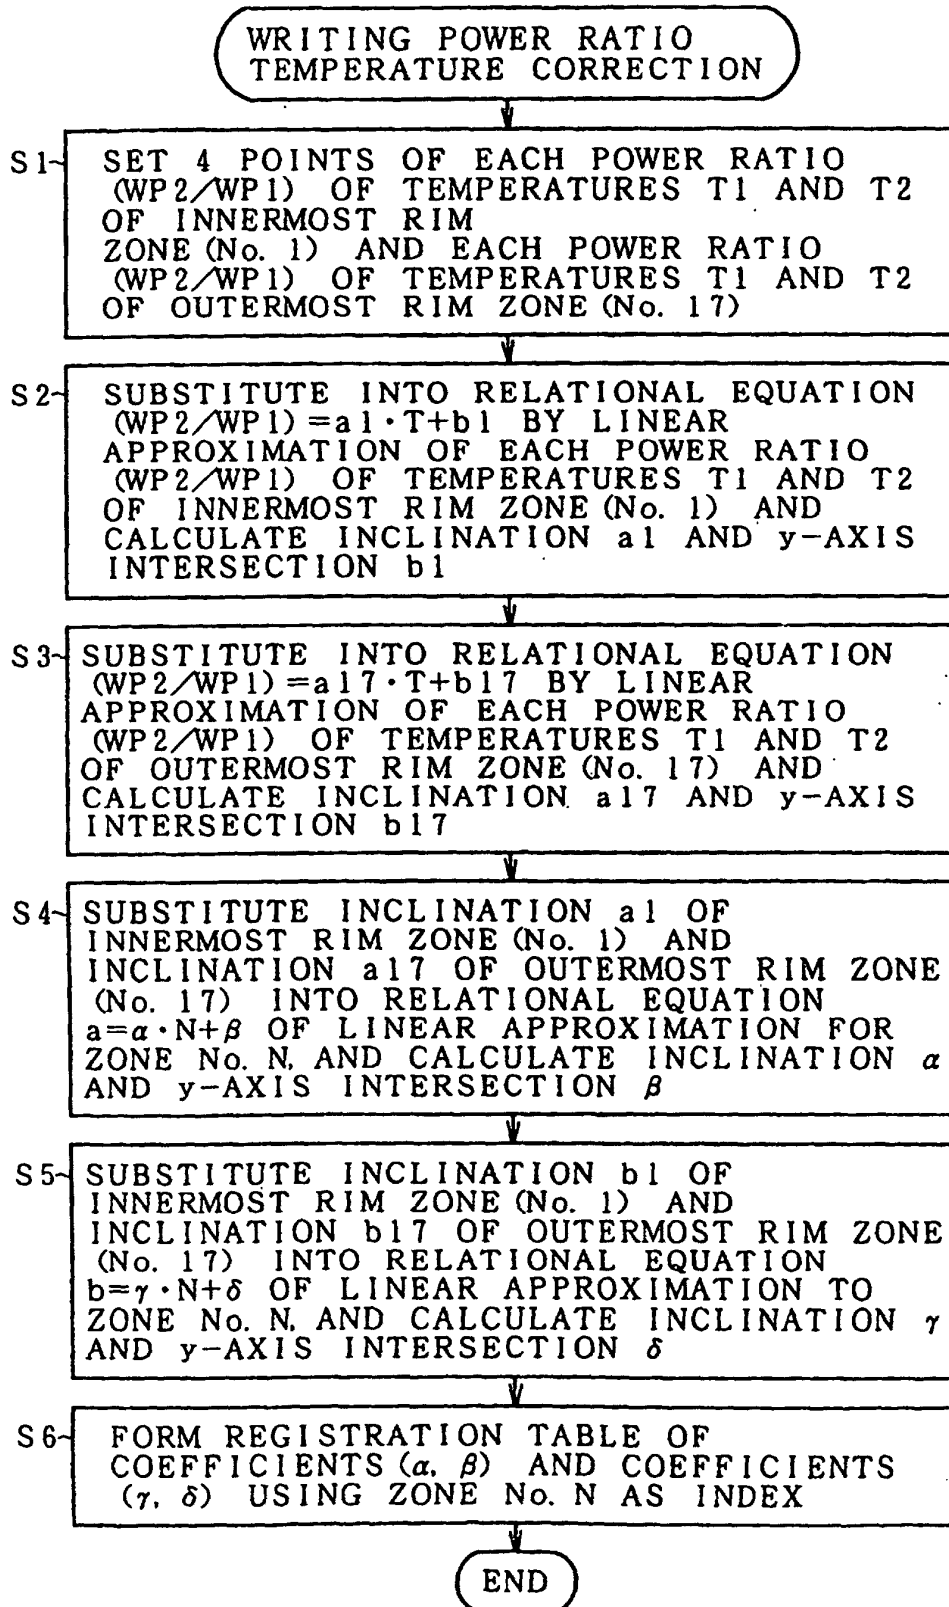 WRITING POWER RATIO
TEMPERATURE CORRECTION
S1
SET 4 POINTS OF EACH POWER RATIO
(WP2/WP1) OF TEMPERATURES T1 AND T2
OF INNERMOST RIM
ZONE (No. 1) AND EACH POWER RATIO
(WP2/WP1) OF TEMPERATURES T1 AND T2
OF OUTERMOST RIM ZONE (No. 17)
S2
SUBSTITUTE INTO RELATIONAL EQUATION
(WP2/WP1)=a1·T+b1 BY LINEAR
APPROXIMATION OF EACH POWER RATIO
(WP2/WP1) OF TEMPERATURES T1 AND T2
OF INNERMOST RIM ZONE (No. 1) AND
CALCULATE INCLINATION a1 AND y-AXIS
INTERSECTION b1
S3
SUBSTITUTE INTO RELATIONAL EQUATION
(WP2/WP1)=a17·T+b17 BY LINEAR
APPROXIMATION OF EACH POWER RATIO
(WP2/WP1) OF TEMPERATURES T1 AND T2
OF OUTERMOST RIM ZONE (No. 17) AND
CALCULATE INCLINATION a17 AND y-AXIS
INTERSECTION b17
S4
SUBSTITUTE INCLINATION a1 OF
INNERMOST RIM ZONE (No. 1) AND
INCLINATION a17 OF OUTERMOST RIM ZONE
(No. 17) INTO RELATIONAL EQUATION
a=α·N+β OF LINEAR APPROXIMATION FOR
ZONE No. N, AND CALCULATE INCLINATION α
AND y-AXIS INTERSECTION β
S5
SUBSTITUTE INCLINATION b1 OF
INNERMOST RIM ZONE (No. 1) AND
INCLINATION b17 OF OUTERMOST RIM ZONE
(No. 17) INTO RELATIONAL EQUATION
b=γ·N+δ OF LINEAR APPROXIMATION TO
ZONE No. N, AND CALCULATE INCLINATION γ
AND y-AXIS INTERSECTION δ
S6
FORM REGISTRATION TABLE OF
COEFFICIENTS (α, β) AND COEFFICIENTS
(γ, δ) USING ZONE No. N AS INDEX
END